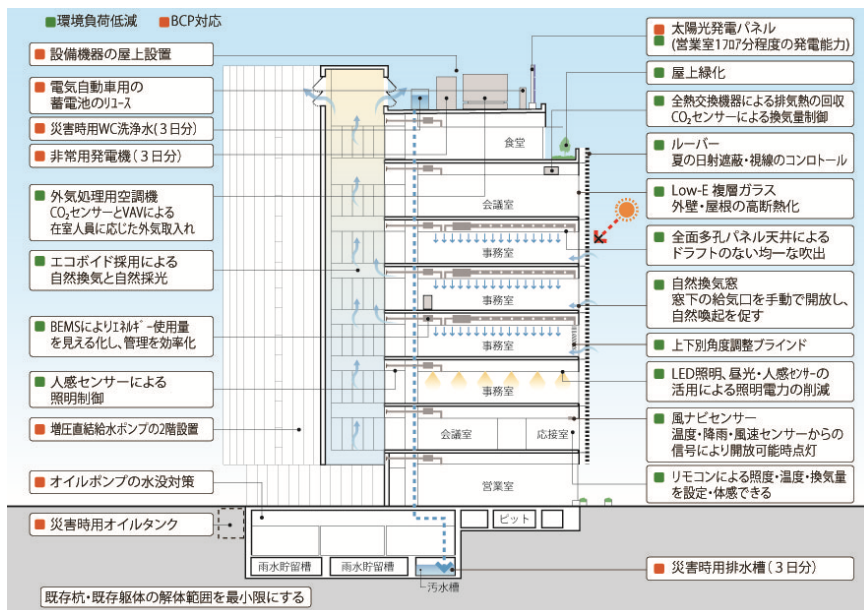 環境負荷低減
BCP対応
設備機器の屋上設置
電気自動車用の
蓄電池のリユース
災害時用WC洗浄水(3日分)
非常用発電機(3日分)
外気処理用空調機
CO₂センサーとVAVによる
在室人員に応じた外気取入れ
エコボイド採用による
自然換気と自然採光
BEMSによりエネルギー使用量
を見える化し、管理を効率化
人感センサーによる
照明制御
増圧直結給水ポンプの2階設置
オイルポンプの水没対策
災害時用オイルタンク
既存杭・既存躯体の解体範囲を最小限にする
食堂
会議室
事務室
事務室
事務室
事務室
会議室
応接室
営業室
ピット
雨水貯留槽
雨水貯留槽
汚水槽
太陽光発電パネル
(営業室1フロア分程度の発電能力)
屋上緑化
全熱交換機器による排気熱の回収
CO₂センサーによる換気量制御
ルーバー
夏の日射遮蔽・視線のコンロトール
Low-E 複層ガラス
外壁・屋根の高断熱化
全面多孔パネル天井による
ドラフトのない均一な吹出
自然換気窓
窓下の給気口を手動で開放し、
自然喚起を促す
上下別角度調整ブラインド
LED照明、昼光・人感センサーの
活用による照明電力の削減
風ナビセンサー
温度・降雨・風速センサーからの
信号により開放可能時点灯
リモコンによる照度・温度・換気量
を設定・体感できる
災害時用排水槽(3日分)